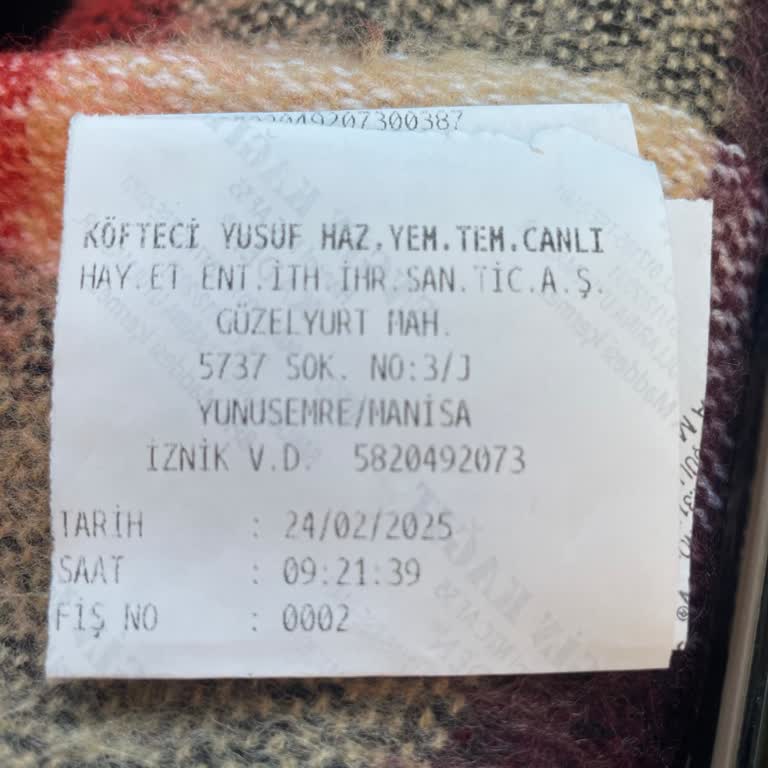 582049207300387
KÖFTECİ YUSUF HAZ.YEM.TEM.CANLI
HAY.ET ENT.İTH.İHR.SAN.TİC.A.Ş.
GÜZELYURT MAH.
5737 SOK. NO:3/J
YUNUSEMRE/MANİSA
İZNİK V.D. 5820492073
TARİH : 24/02/2025
SAAT : 09:21:39
FİŞ NO : 0002